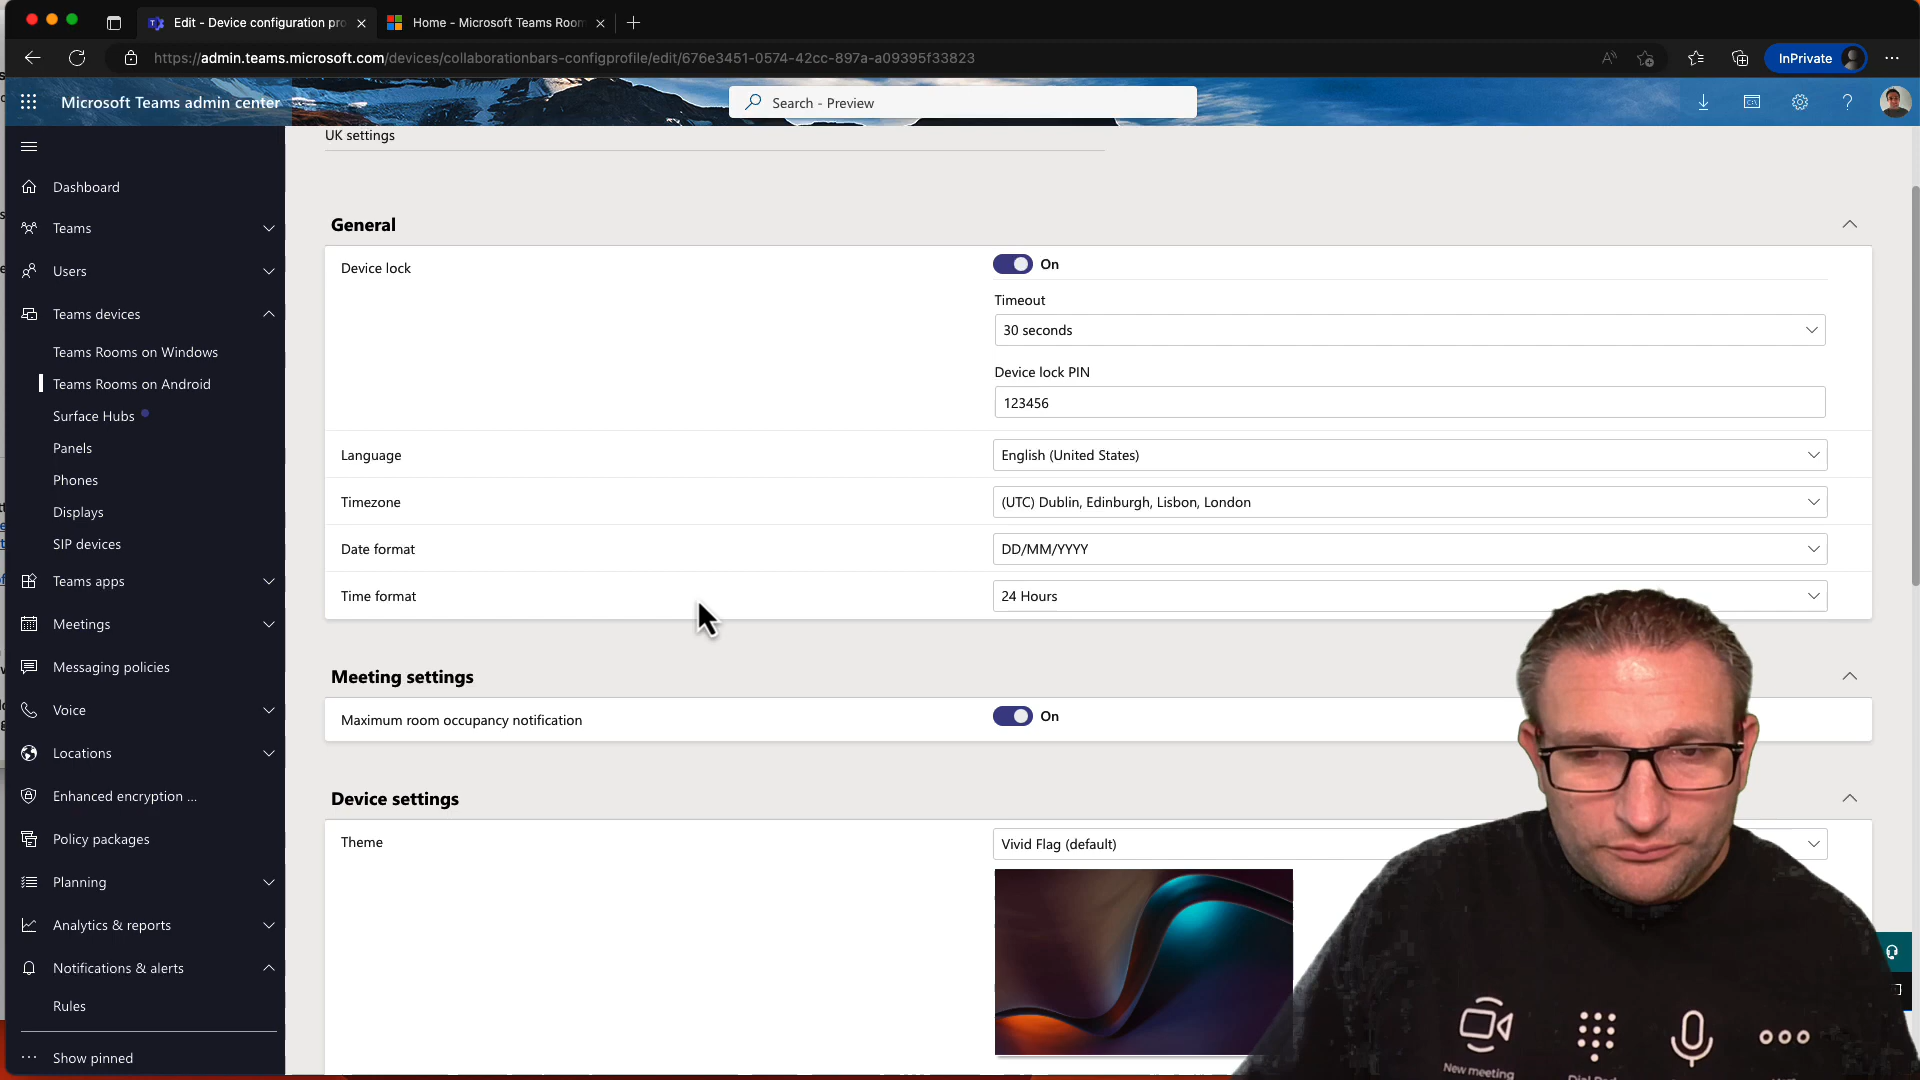 Edit - Device configuration pro
Home - Microsoft Teams Room
https://admin.teams.microsoft.com/devices/collaborationbars-configprofile/edit/676e3451-0574-42cc-897a-a09395f33823
InPrivate
Microsoft Teams admin center
Search - Preview
UK settings
Dashboard
Teams
Users
Teams devices
Teams Rooms on Windows
Teams Rooms on Android
Surface Hubs
Panels
Phones
Displays
SIP devices
Teams apps
Meetings
Messaging policies
Voice
Locations
Enhanced encryption ...
Policy packages
Planning
Analytics & reports
Notifications & alerts
Rules
Show pinned
General
Device lock
On
Timeout
30 seconds
Device lock PIN
123456
Language
English (United States)
Timezone
(UTC) Dublin, Edinburgh, Lisbon, London
Date format
DD/MM/YYYY
Time format
24 Hours
Meeting settings
Maximum room occupancy notification
On
Device settings
Theme
Vivid Flag (default)
New meeting